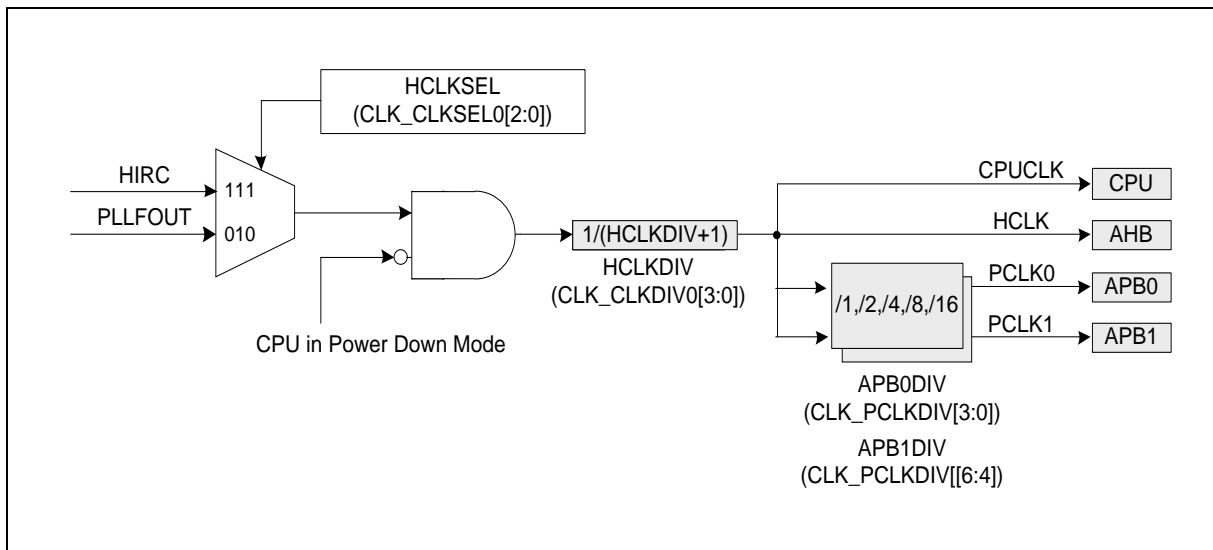 HCLKSEL
(CLK_CLKSEL0[2:0])
HIRC
111
PLLFOUT
010
CPU in Power Down Mode
1/(HCLKDIV+1)
HCLKDIV
(CLK_CLKDIV0[3:0])
CPUCLK
CPU
HCLK
AHB
/1,/2,/4,/8,/16
PCLK0
APB0
PCLK1
APB1
APB0DIV
(CLK_PCLKDIV[3:0])
APB1DIV
(CLK_PCLKDIV[[6:4])